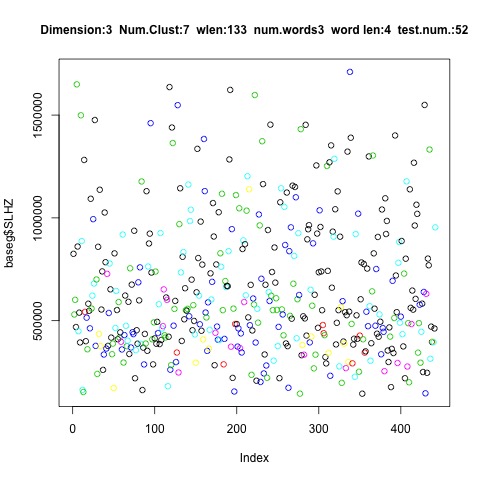 Dimension:3 Num.Clust:7 wlen:133 num.words3 word len:4 test.num.:52
baseg$SLHZ
1500000
1000000
500000
0 100 200 300 400
Index